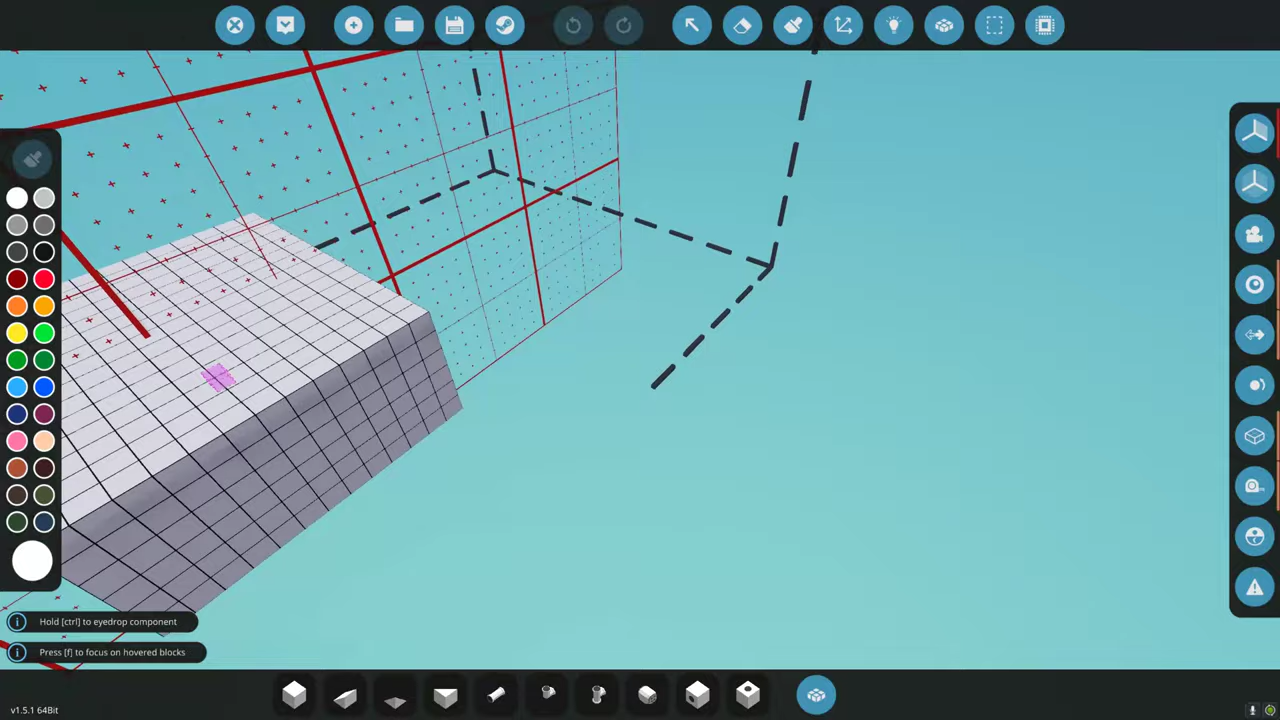 Hold [ctrl] to eyedrop component
Press [f] to focus on hovered blocks
v1.5.1 64Bit